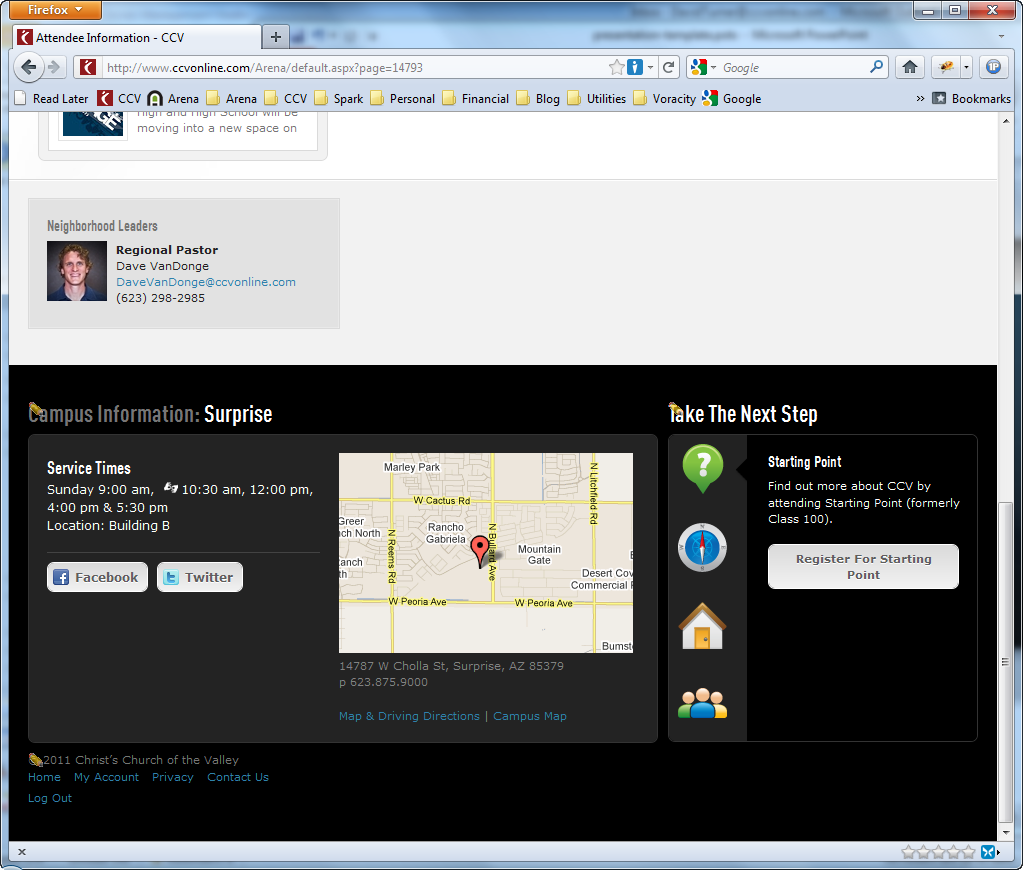 Firefox
Attendee Information - CCV
http://www.ccvonline.com/Arena/default.aspx?page=14793
Google
Read Later CCV Arena Arena CCV Spark Personal Financial Blog Utilities Voracity Google » Bookmarks
High and High School will be
moving into a new space on
Neighborhood Leaders
Regional Pastor
Dave VanDonge
DaveVanDonge@ccvonline.com
(623) 298-2985
Campus Information: Surprise
Service Times
Sunday 9:00 am, 10:30 am, 12:00 pm,
4:00 pm & 5:30 pm
Location: Building B
Facebook Twitter
Marley Park
W Cactus Rd
N Litchfield Rd
Greer
nch North
Rancho
Gabriela
N Reems Rd
N Bullard Ave
Mountain
Gate
anch
th
Desert Cov
Commercial P
W Peoria Ave
W Peoria Ave
Bumst
14787 W Cholla St, Surprise, AZ 85379
p 623.875.9000
Map & Driving Directions | Campus Map
Take The Next Step
Starting Point
Find out more about CCV by
attending Starting Point (formerly
Class 100).
Register For Starting
Point
2011 Christ's Church of the Valley
Home My Account Privacy Contact Us
Log Out